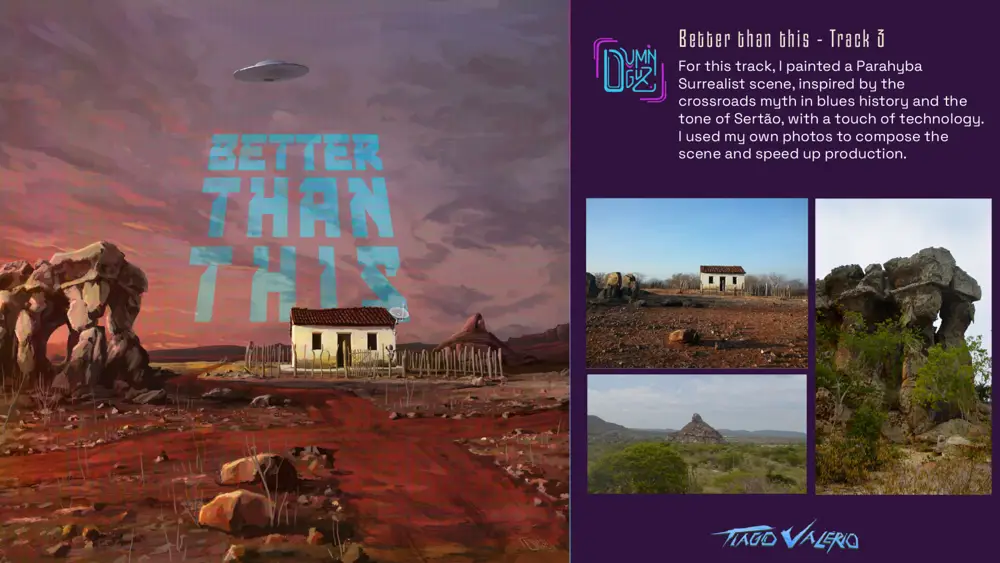 BETTER
THAN
THIS
DUMN
GUZ
Better than this - Track 3
For this track, I painted a Parahyba
Surrealist scene, inspired by the
crossroads myth in blues history and the
tone of Sertão, with a touch of technology.
I used my own photos to compose the
scene and speed up production.
TIAGO VALERIO